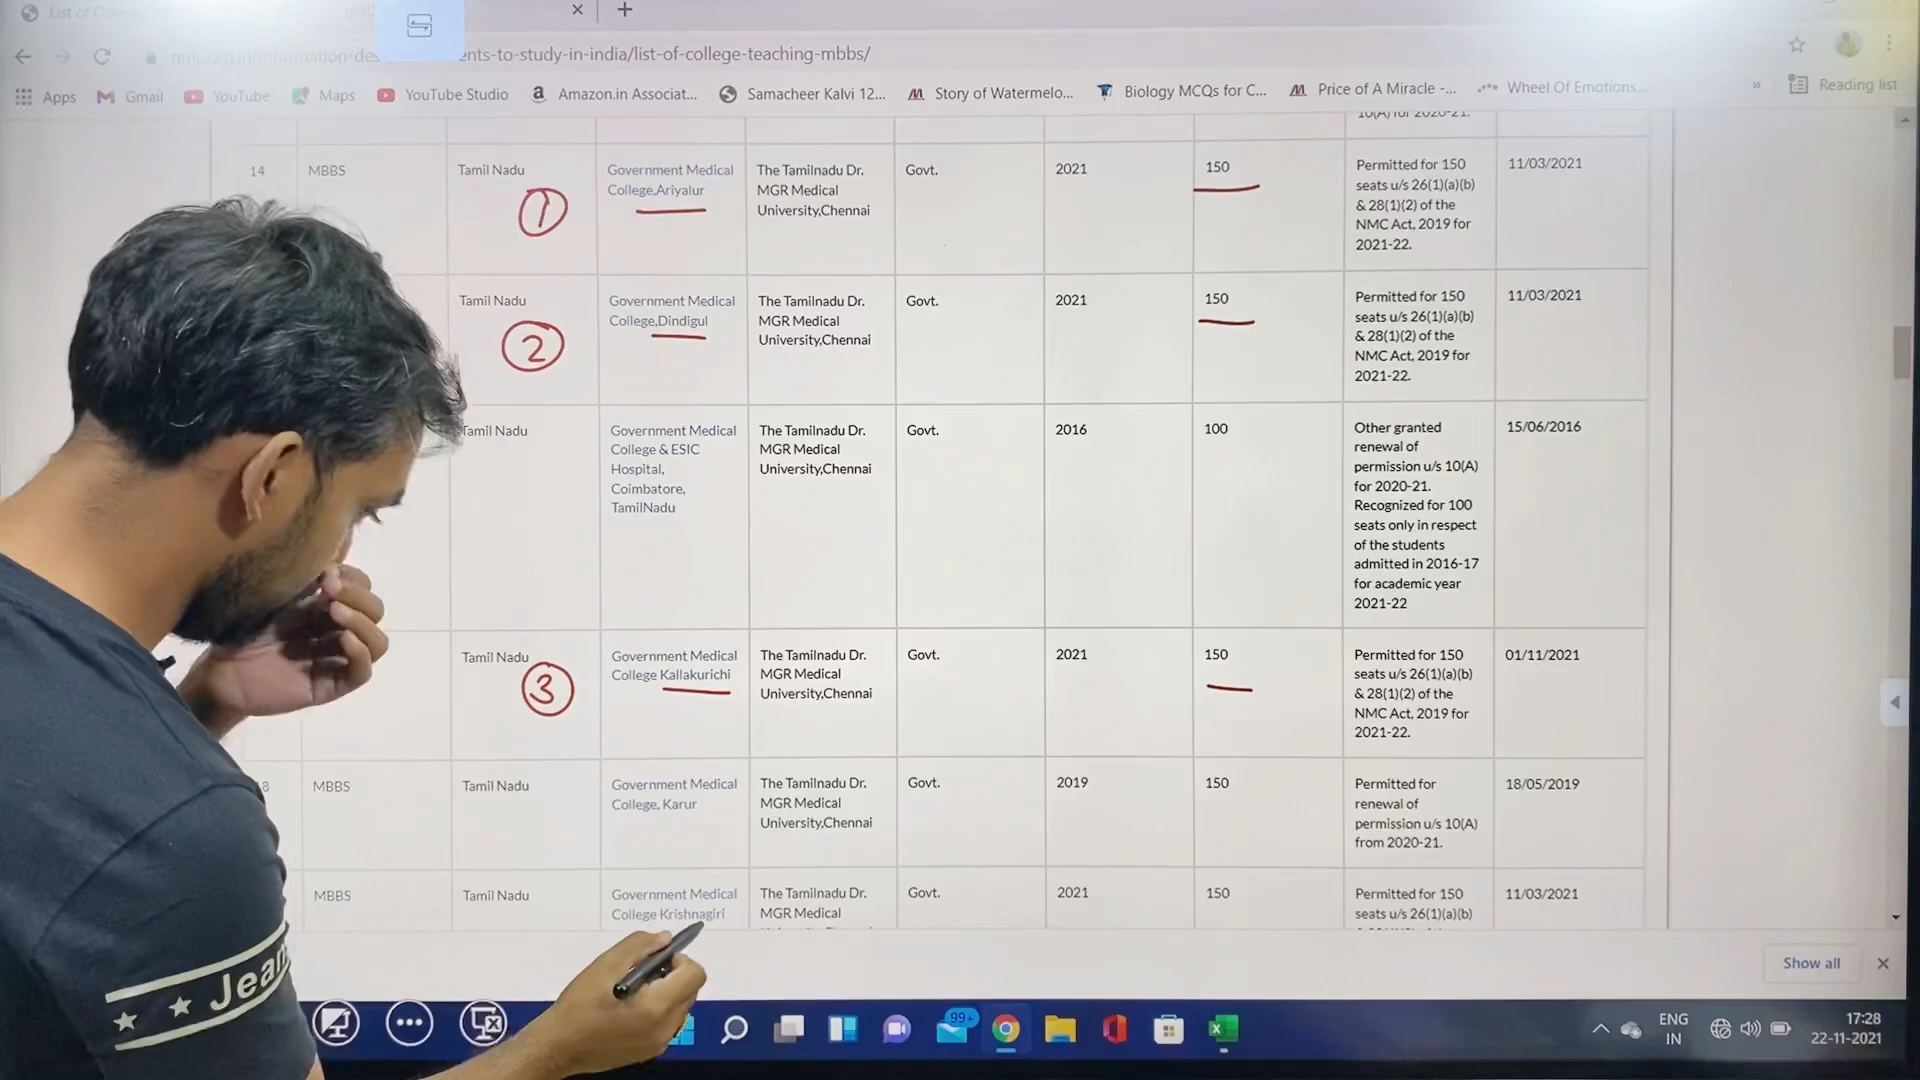 List of Colle
ents-to-study-in-india/list-of-college-teaching-mbbs/
Apps Gmail YouTube Maps YouTube Studio Amazon.in Associat... Samacheer Kalvi 12... Story of Watermelo... Biology MCQs for C... Price of A Miracle -... Wheel Of Emotions... » Reading list
10(A) for 2020-21.
14 MBBS Tamil Nadu Government Medical College,Ariyalur The Tamilnadu Dr. MGR Medical University,Chennai Govt. 2021 150 Permitted for 150 seats u/s 26(1)(a)(b) & 28(1)(2) of the NMC Act, 2019 for 2021-22. 11/03/2021
1
Tamil Nadu Government Medical College,Dindigul The Tamilnadu Dr. MGR Medical University,Chennai Govt. 2021 150 Permitted for 150 seats u/s 26(1)(a)(b) & 28(1)(2) of the NMC Act, 2019 for 2021-22. 11/03/2021
2
Tamil Nadu Government Medical College & ESIC Hospital, Coimbatore, TamilNadu The Tamilnadu Dr. MGR Medical University,Chennai Govt. 2016 100 Other granted renewal of permission u/s 10(A) for 2020-21. Recognized for 100 seats only in respect of the students admitted in 2016-17 for academic year 2021-22 15/06/2016
Tamil Nadu Government Medical College Kallakurichi The Tamilnadu Dr. MGR Medical University,Chennai Govt. 2021 150 Permitted for 150 seats u/s 26(1)(a)(b) & 28(1)(2) of the NMC Act, 2019 for 2021-22. 01/11/2021
3
8 MBBS Tamil Nadu Government Medical College, Karur The Tamilnadu Dr. MGR Medical University,Chennai Govt. 2019 150 Permitted for renewal of permission u/s 10(A) from 2020-21. 18/05/2019
MBBS Tamil Nadu Government Medical College Krishnagiri The Tamilnadu Dr. MGR Medical Govt. 2021 150 Permitted for 150 seats u/s 26(1)(a)(b) 11/03/2021
Show all
Jean
99+
ENG IN
17:28
22-11-2021